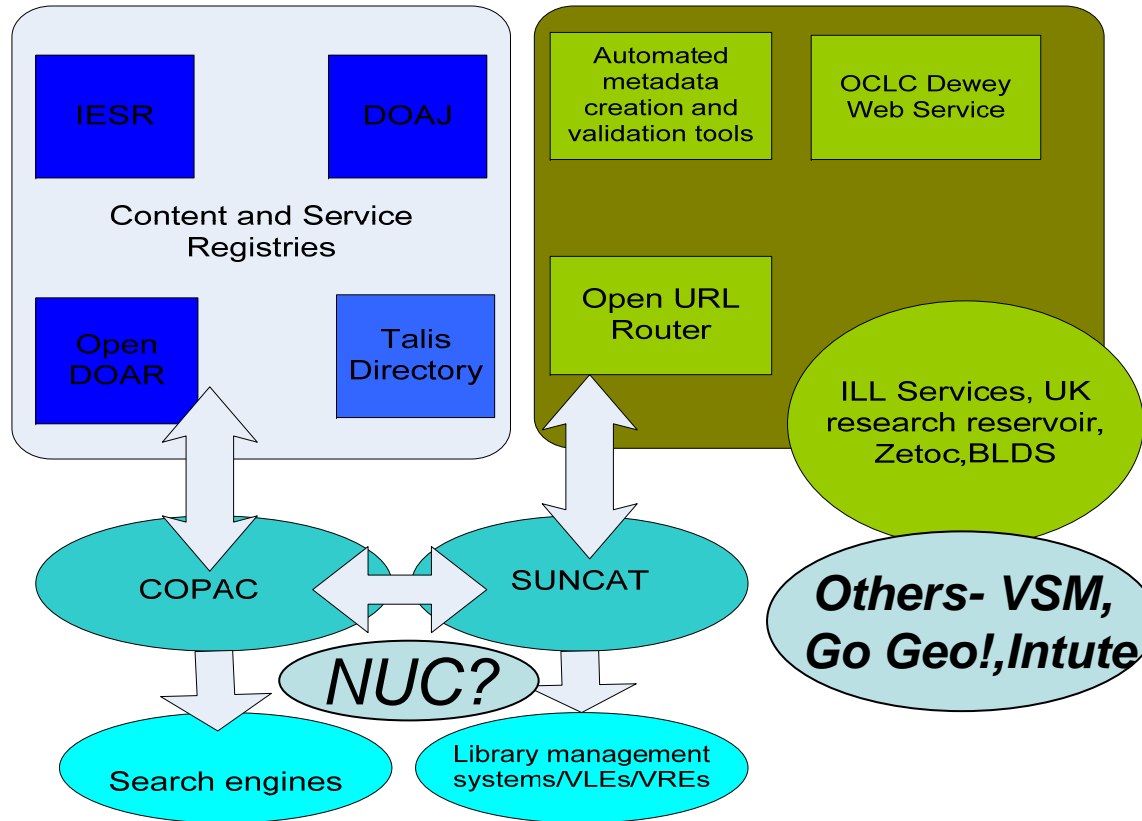 IESR
DOAJ
Content and Service
Registries
Open
DOAR
Talis
Directory
Automated
metadata
creation and
validation tools
OCLC Dewey
Web Service
Open URL
Router
ILL Services, UK
research reservoir,
Zetoc,BLDS
COPAC
SUNCAT
Others- VSM,
Go Geo!,Intute
NUC?
Search engines
Library management
systems/VLEs/VREs